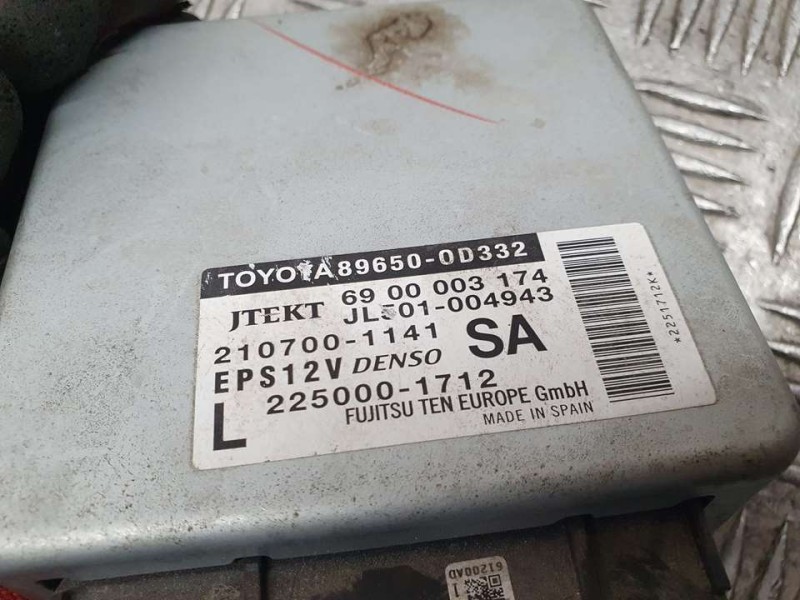 TOYOTA 89650-0D332
JTEKT 69 00 003 174
JL501-004943
210700-1141 SA
EPS12V DENSO
L 225000-1712
FUJITSU TEN EUROPE GmbH
MADE IN SPAIN
*2251712K*
61200AD
1